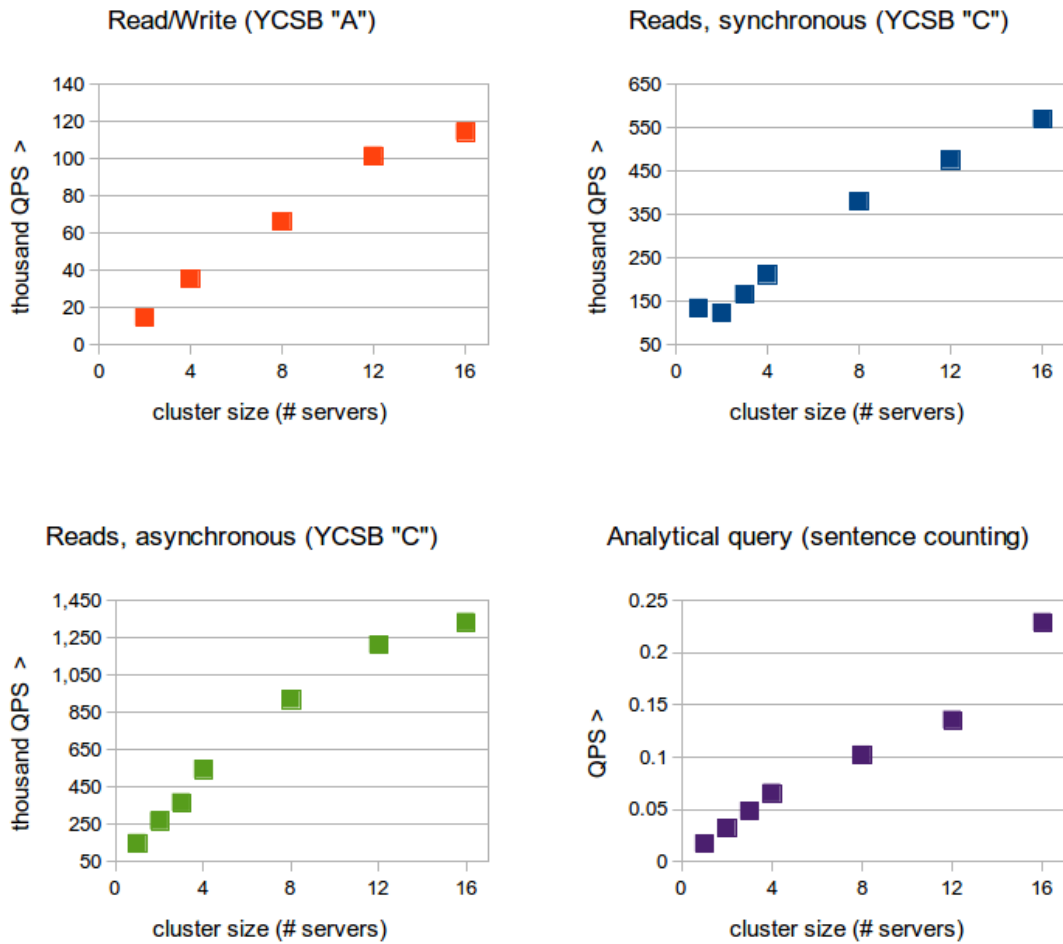 Read/Write (YCSB "A")
thousand QPS >
140
120
100
80
60
40
20
0
0 4 8 12 16
cluster size (# servers)
Reads, synchronous (YCSB "C")
thousand QPS >
650
550
450
350
250
150
50
0 4 8 12 16
cluster size (# servers)
Reads, asynchronous (YCSB "C")
thousand QPS >
1,450
1,250
1,050
850
650
450
250
50
0 4 8 12 16
cluster size (# servers)
Analytical query (sentence counting)
QPS >
0.25
0.2
0.15
0.1
0.05
0
0 4 8 12 16
cluster size (# servers)